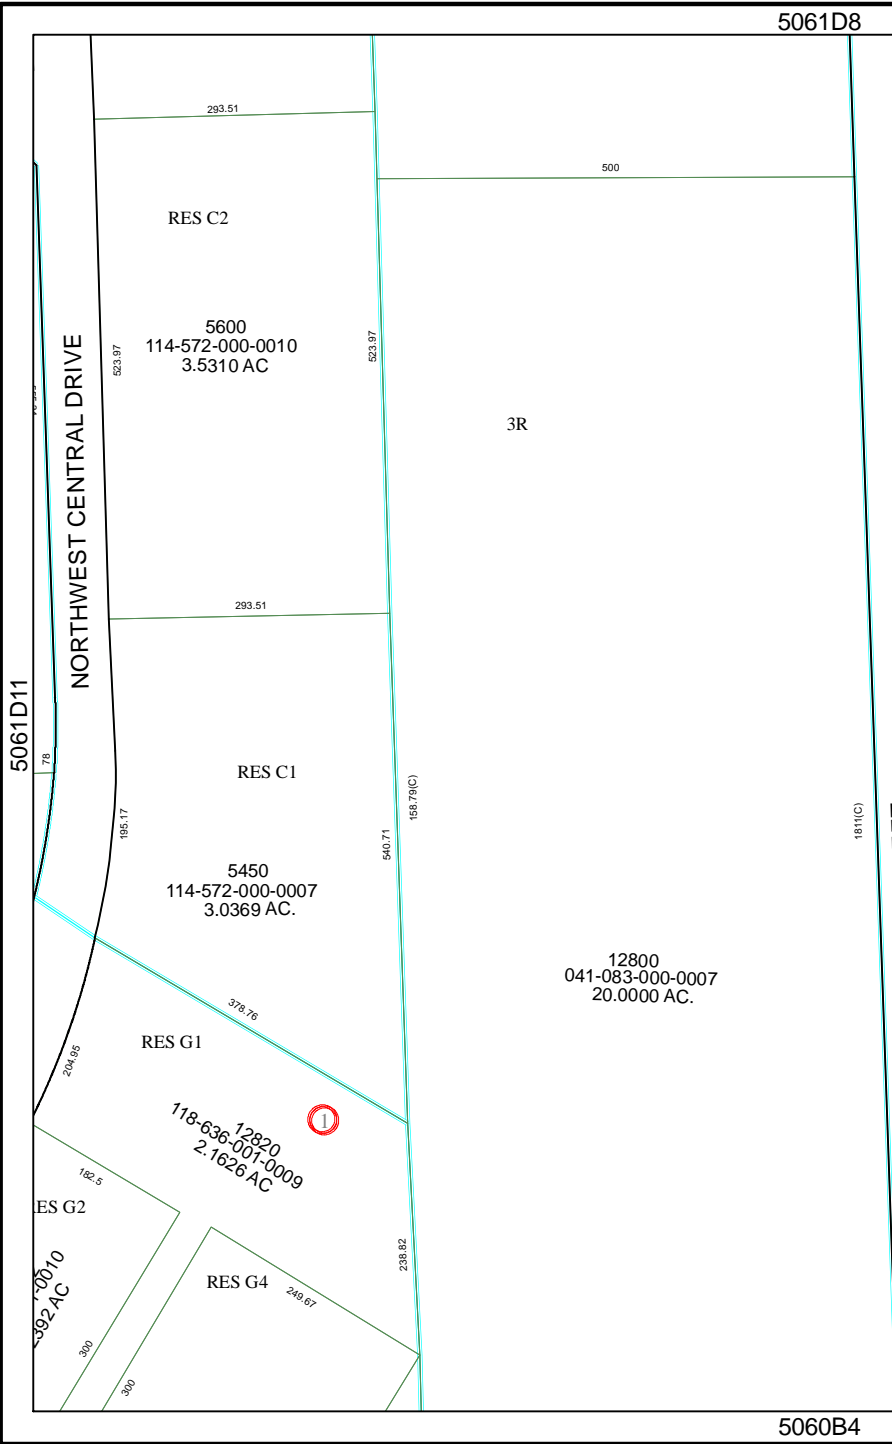 5061D8
293.51
500
RES C2
5600
114-572-000-0010
3.5310 AC
523.97
523.97
NORTHWEST CENTRAL DRIVE
3R
293.51
5061D11
78
RES C1
195.17
158.79(C)
1811(C)
540.71
5450
114-572-000-0007
3.0369 AC.
12800
041-083-000-0007
20.0000 AC.
378.76
RES G1
204.95
1
12820
118-636-001-0009
2.1626 AC
182.5
ES G2
-0010
392 AC
238.82
RES G4
249.67
300
300
5060B4